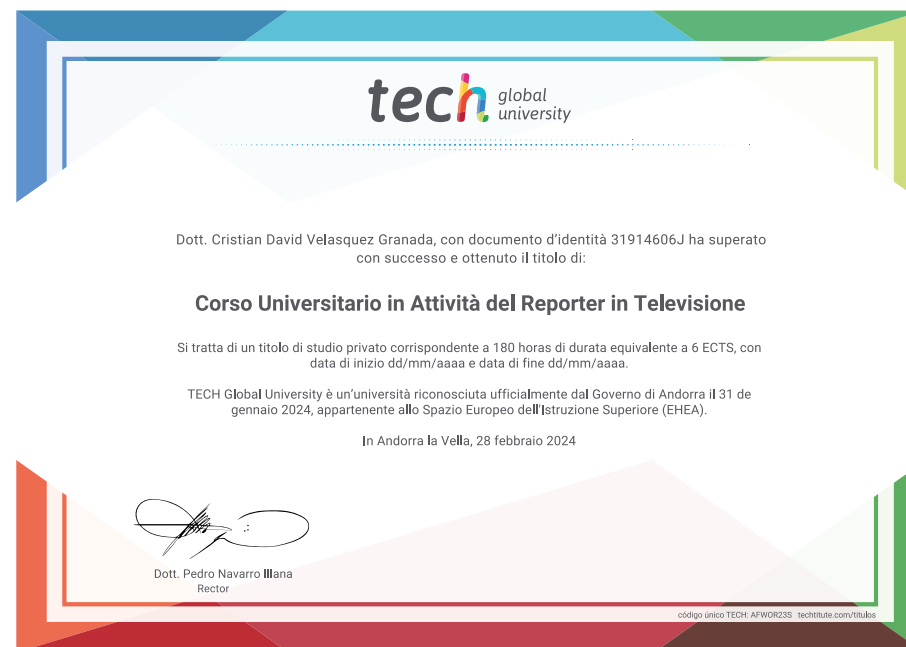 tech global university
Dott. Cristian David Velasquez Granada, con documento d'identità 31914606J ha superato
con successo e ottenuto il titolo di:
Corso Universitario in Attività del Reporter in Televisione
Si tratta di un titolo di studio privato corrispondente a 180 horas di durata equivalente a 6 ECTS, con
data di inizio dd/mm/aaaa e data di fine dd/mm/aaaa.
TECH Global University è un'università riconosciuta ufficialmente dal Governo di Andorra il 31 de
gennaio 2024, appartenente allo Spazio Europeo dell'Istruzione Superiore (EHEA).
In Andorra la Vella, 28 febbraio 2024
Dott. Pedro Navarro Illana
Rector
código único TECH: AFWOR23S techtitute.com/titulos